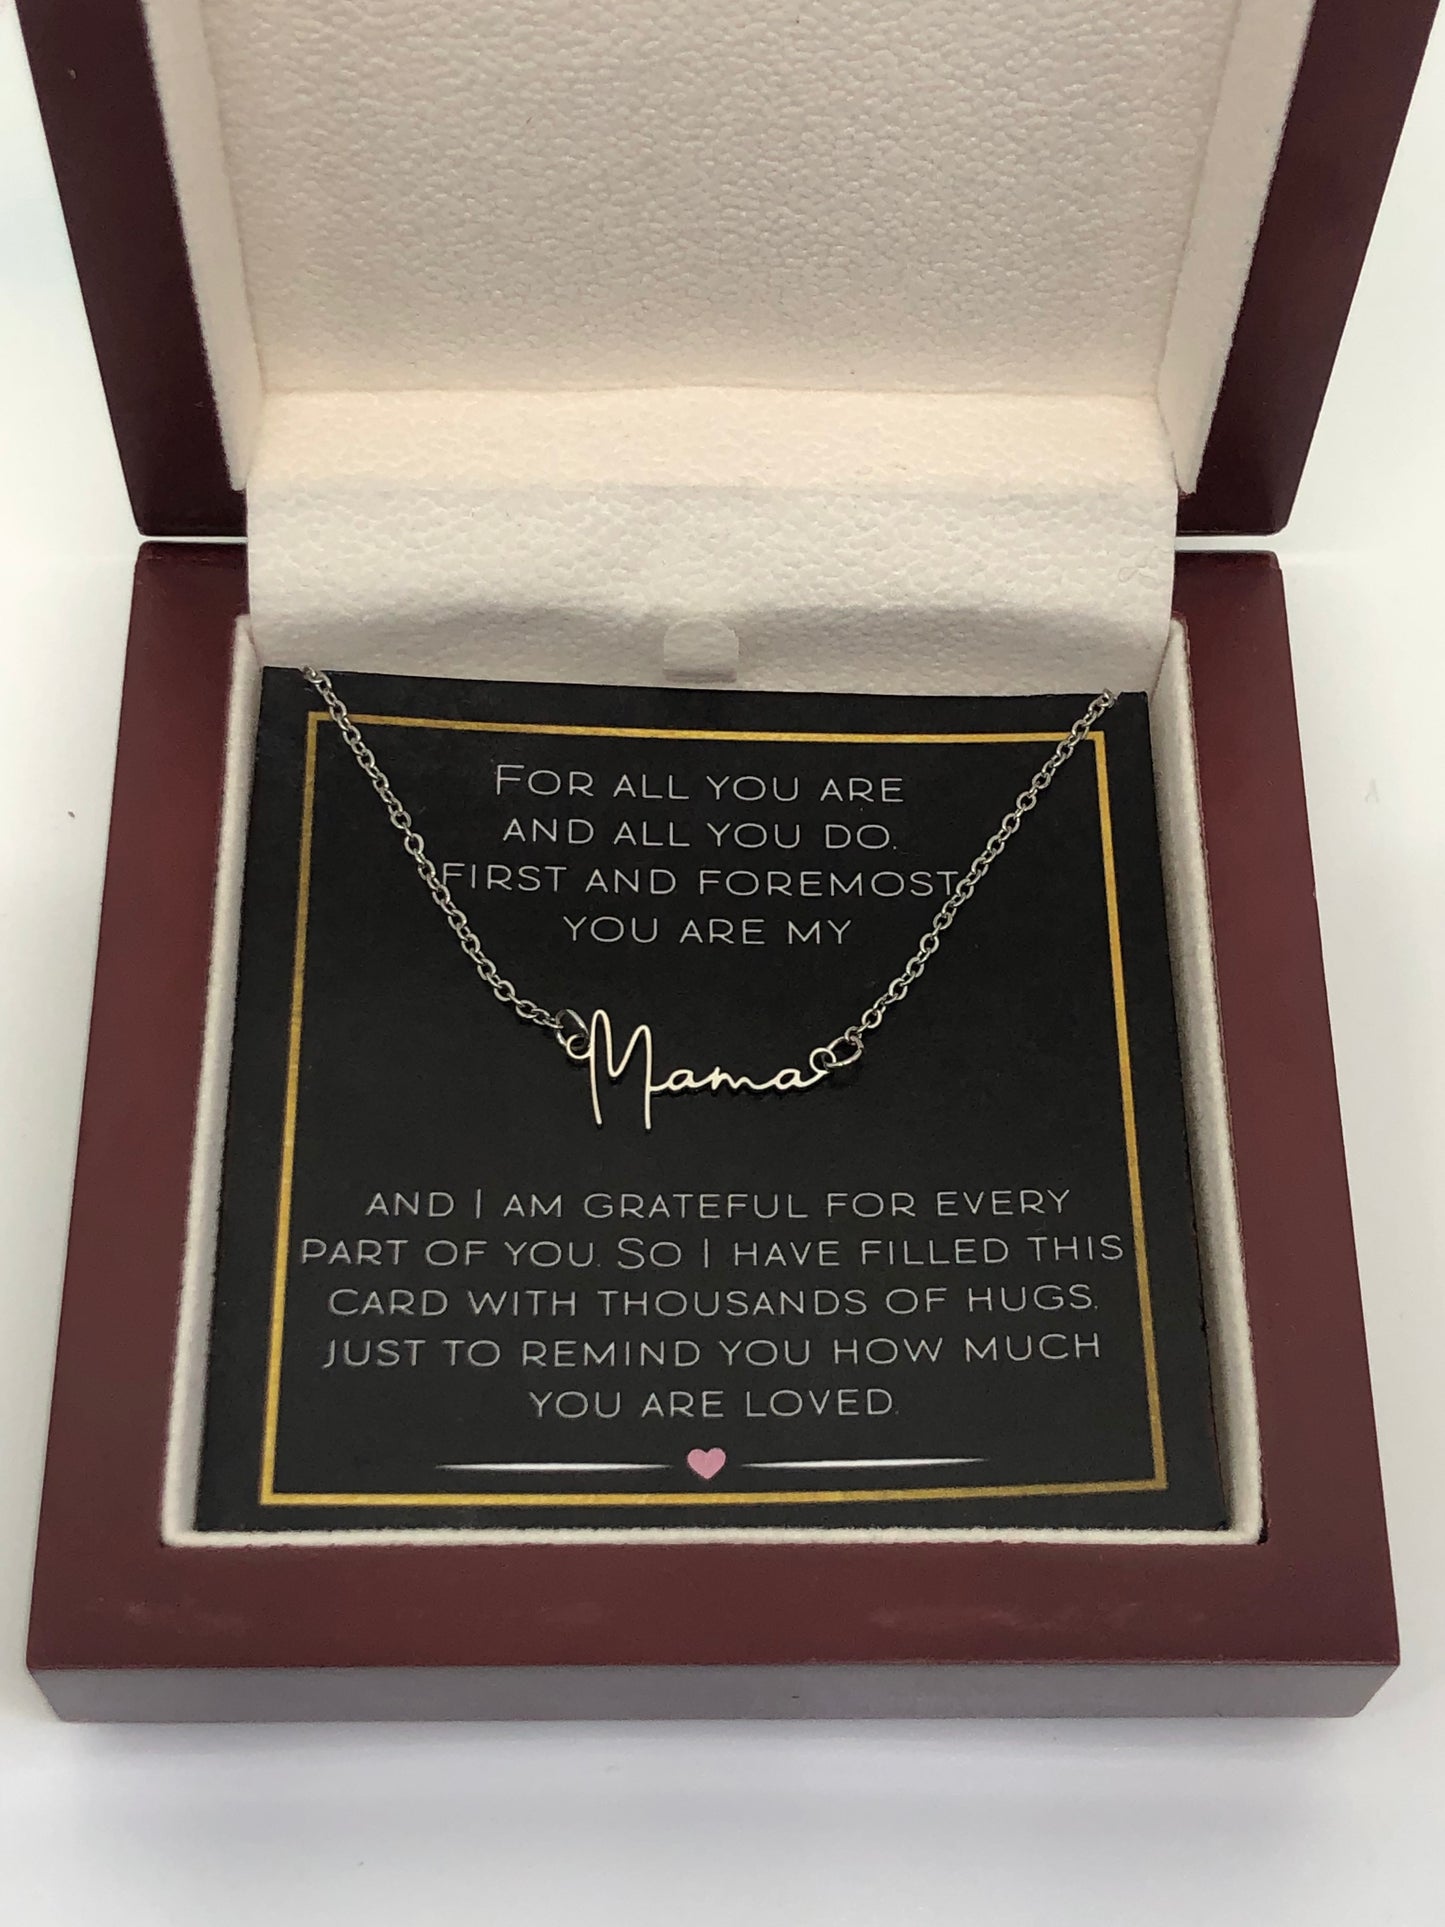 FOR ALL YOU ARE
AND ALL YOU DO.
FIRST AND FOREMOST
YOU ARE MY
Mama
AND I AM GRATEFUL FOR EVERY
PART OF YOU. SO I HAVE FILLED THIS
CARD WITH THOUSANDS OF HUGS.
JUST TO REMIND YOU HOW MUCH
YOU ARE LOVED.